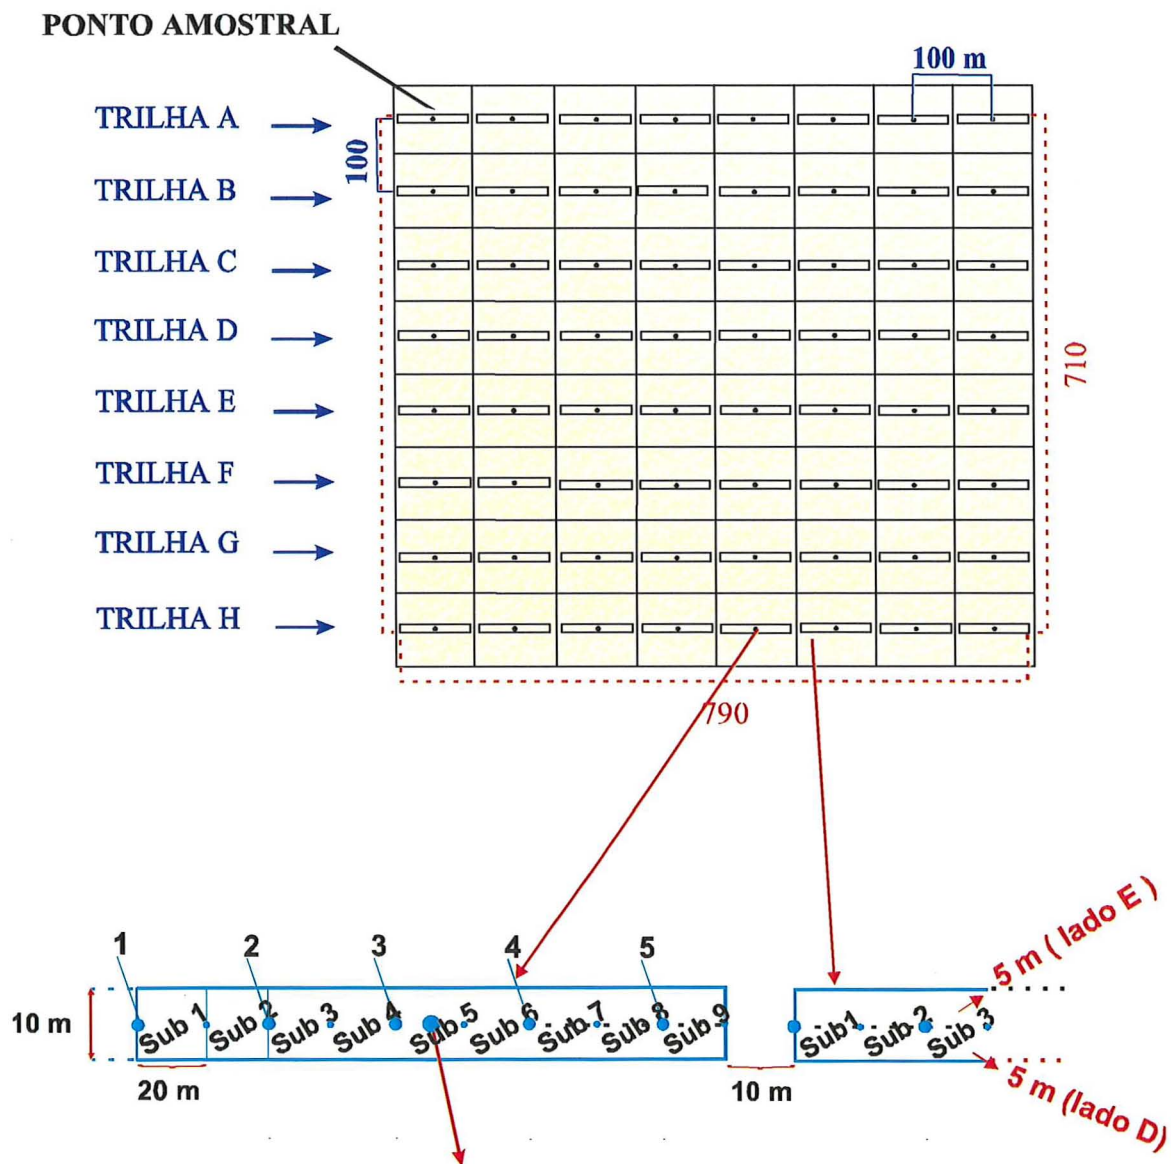 PONTO AMOSTRAL
100 m
TRILHA A
100
TRILHA B
TRILHA C
TRILHA D
710
TRILHA E
TRILHA F
TRILHA G
TRILHA H
790
5 m ( lado E )
1 2 3 4 5
10 m
Sub 1 Sub 2 Sub 3 Sub 4 Sub 5 Sub 6 Sub 7 Sub 8 Sub 9
Sub1 Sub 2 Sub 3
20 m
10 m
5 m (lado D)